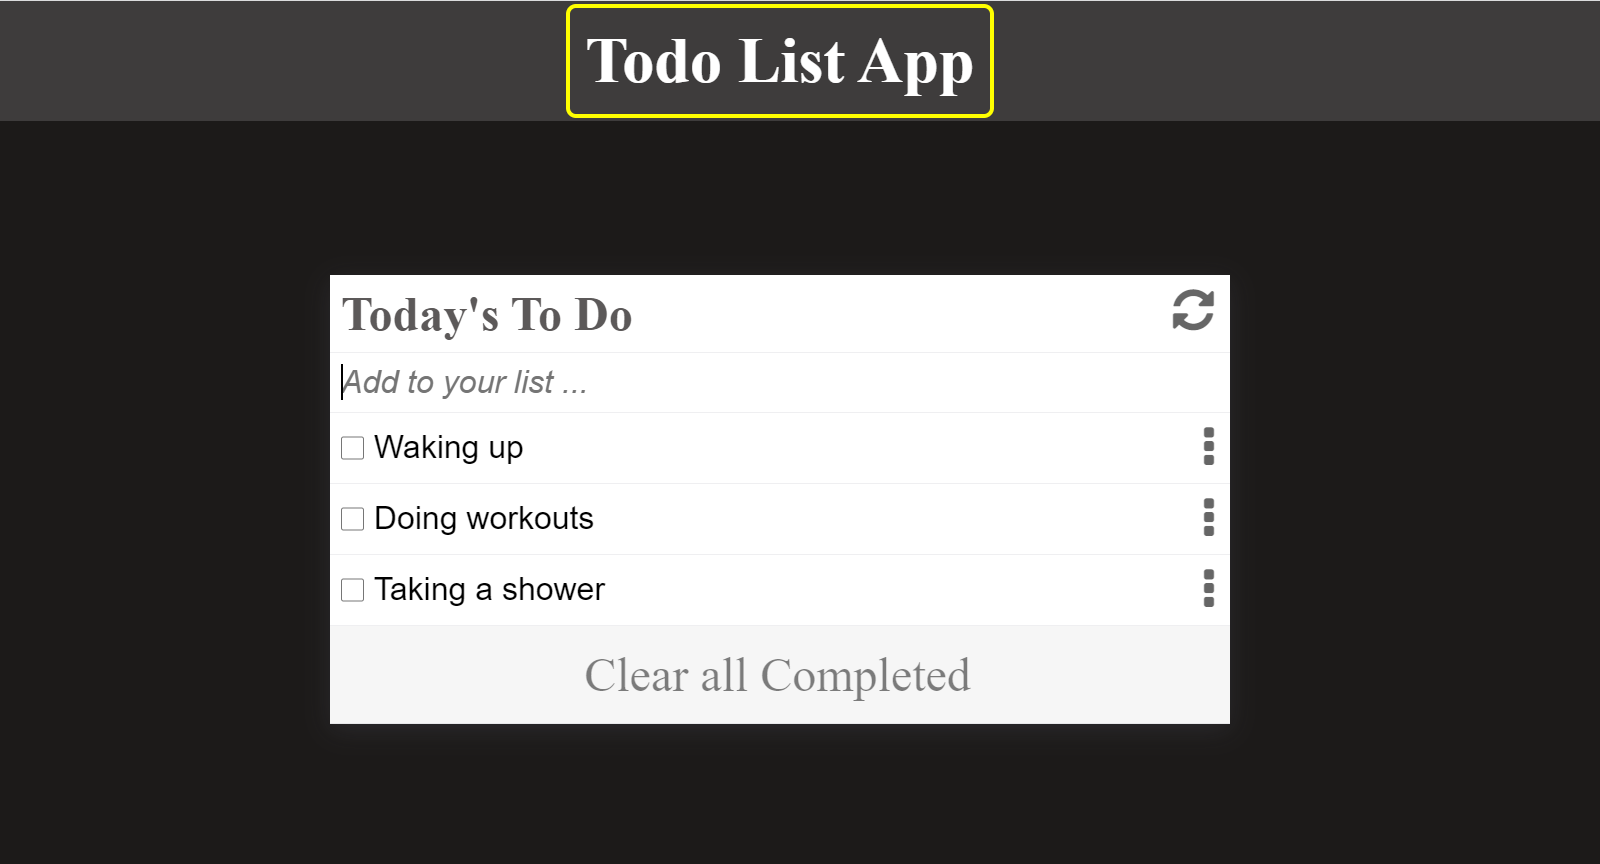 Todo List App
Today's To Do
Add to your list ...
Waking up
Doing workouts
Taking a shower
Clear all Completed